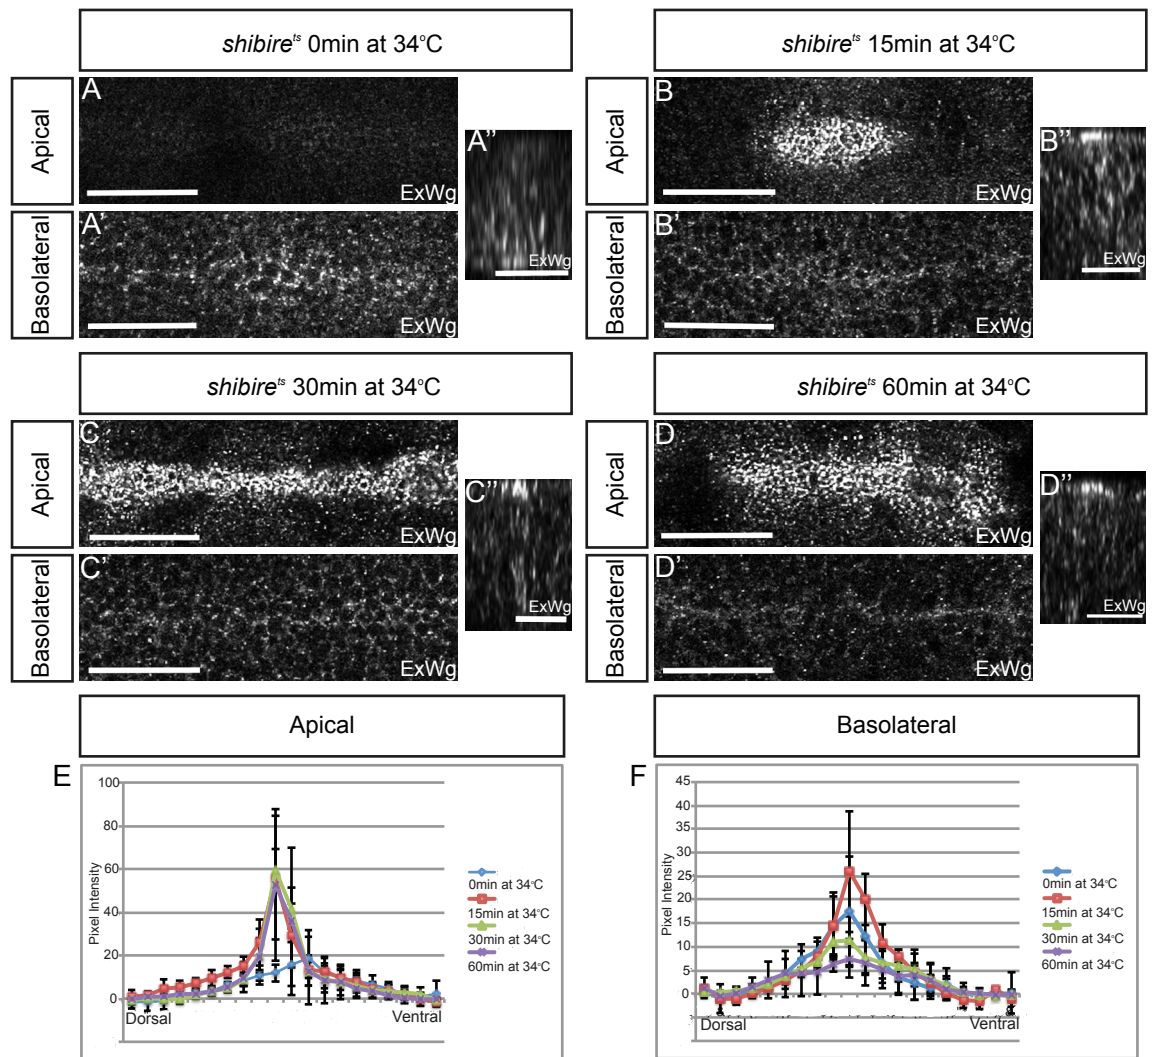 shibire^ts 0min at 34°C
shibire^ts 15min at 34°C
Apical
A
ExWg
A''
ExWg
Basolateral
A'
ExWg
Apical
B
ExWg
B''
ExWg
Basolateral
B'
ExWg
shibire^ts 30min at 34°C
shibire^ts 60min at 34°C
Apical
C
ExWg
C''
ExWg
Basolateral
C'
ExWg
Apical
D
ExWg
D''
ExWg
Basolateral
D'
ExWg
Apical
Basolateral
E
100
80
60
40
20
0
Pixel Intensity
Dorsal
Ventral
0min at 34°C
15min at 34°C
30min at 34°C
60min at 34°C
F
45
40
35
30
25
20
15
10
5
0
Pixel Intensity
Dorsal
Ventral
0min at 34°C
15min at 34°C
30min at 34°C
60min at 34°C